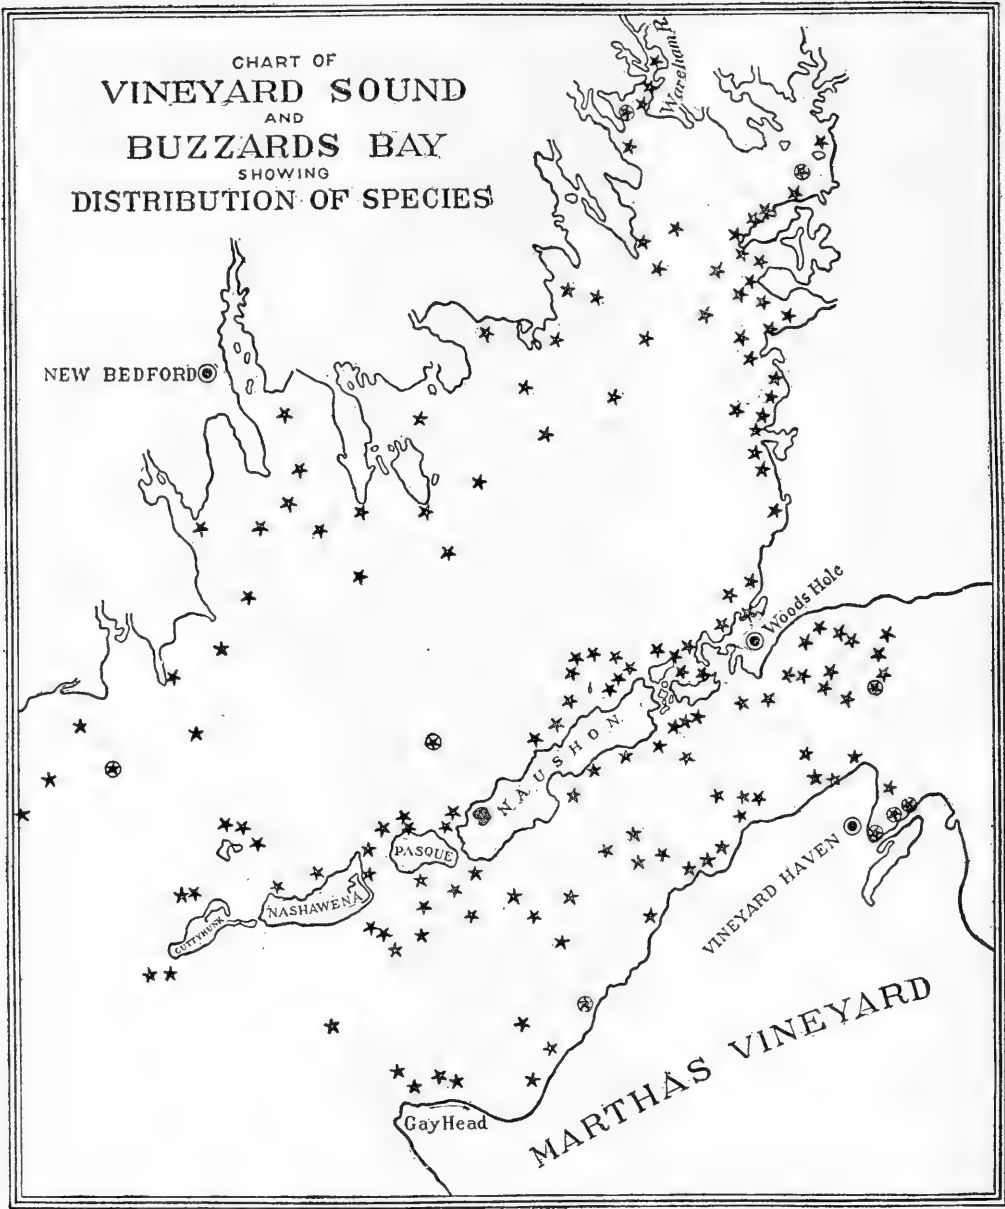 CHART OF
VINEYARD SOUND
AND
BUZZARDS BAY
SHOWING
DISTRIBUTION OF SPECIES
Wareham R.
NEW BEDFORD
Woods Hole
NAUSHON
PASQUE
NASHAWENA
CUTTYHUNK
VINEYARD HAVEN
MARTHAS VINEYARD
Gay Head